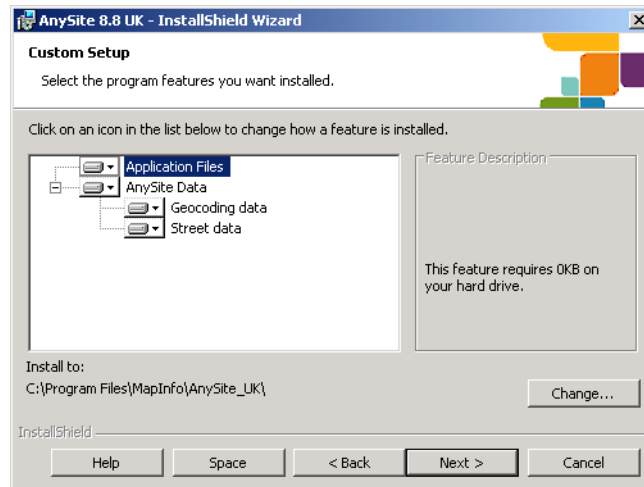 AnySite 8.8 UK - InstallShield Wizard
Custom Setup
Select the program features you want installed.
Click on an icon in the list below to change how a feature is installed.
Application Files
AnySite Data
Geocoding data
Street data
Feature Description
This feature requires 0KB on
your hard drive.
Install to:
C:\Program Files\MapInfo\AnySite_UK\
Change...
InstallShield
Help
Space
< Back
Next >
Cancel